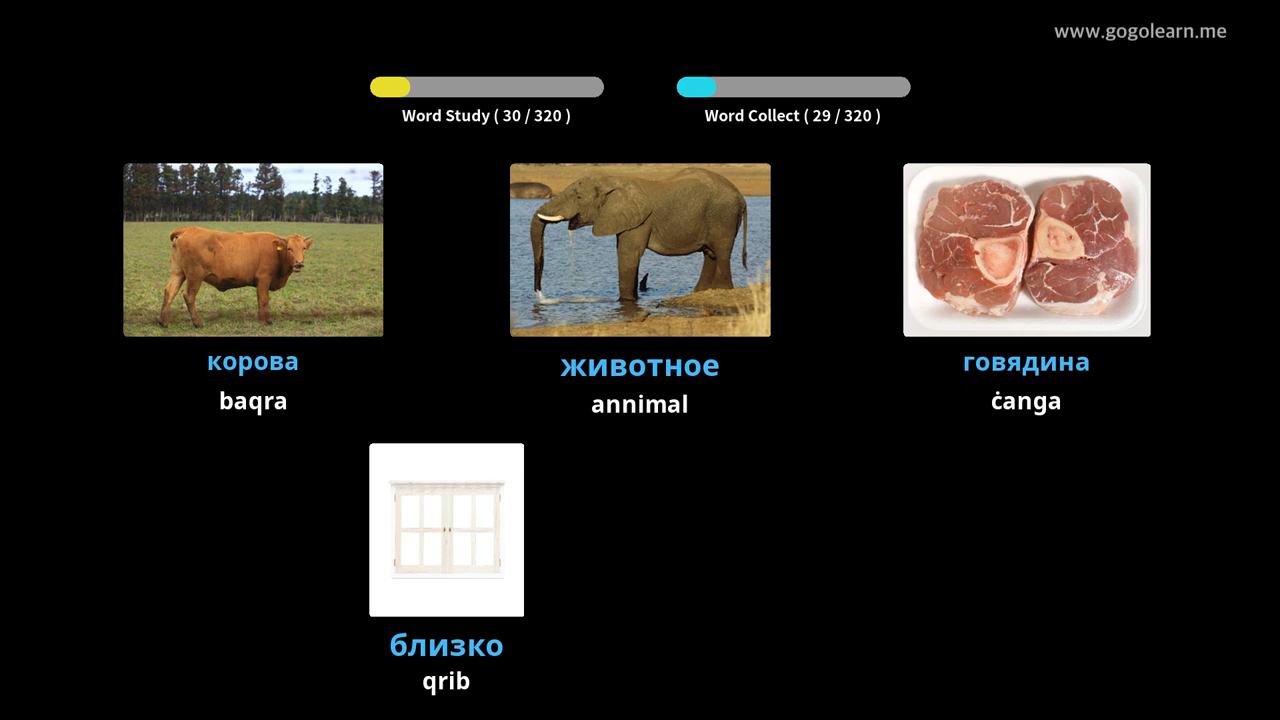 www.gogolearn.me
Word Study ( 30 / 320 )
Word Collect ( 29 / 320 )
корова
животное
говядина
baqra
annimal
ċanga
близко
qrib